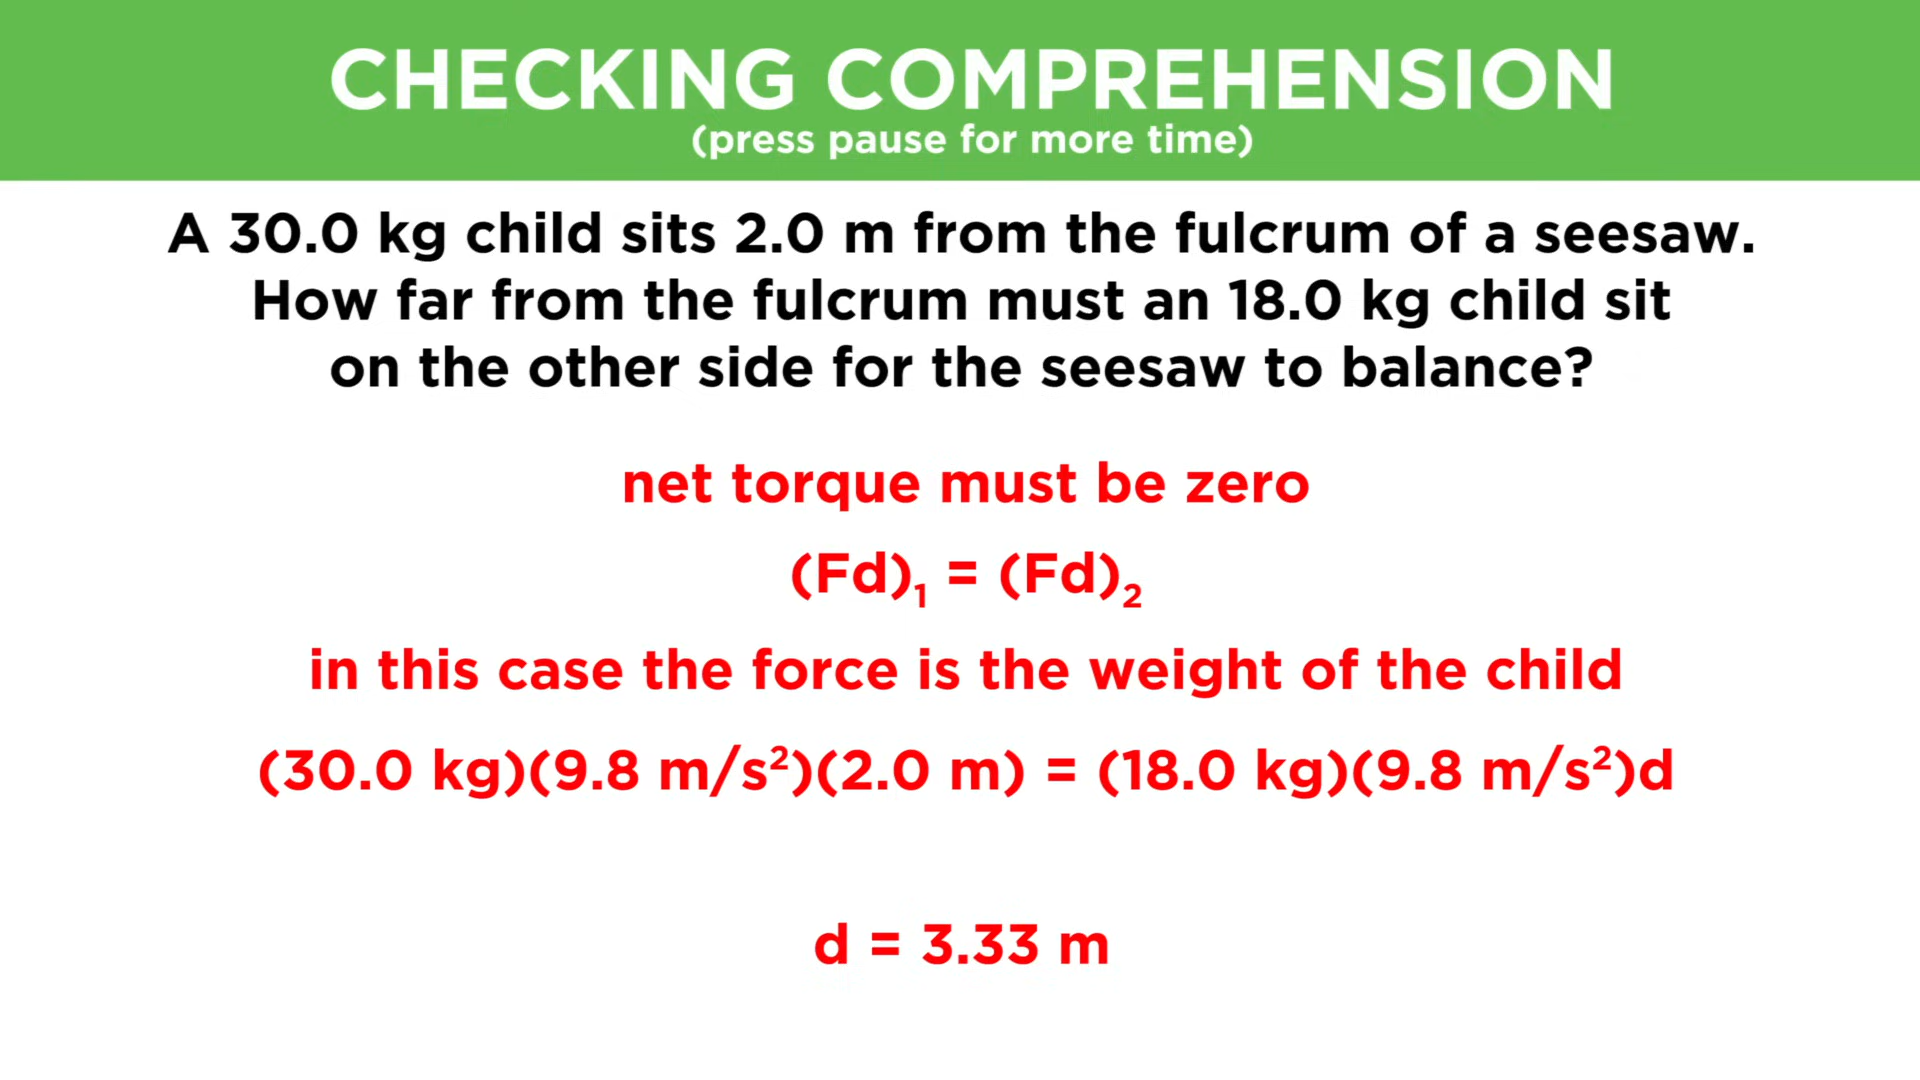 CHECKING COMPREHENSION
(press pause for more time)
A 30.0 kg child sits 2.0 m from the fulcrum of a seesaw.
How far from the fulcrum must an 18.0 kg child sit
on the other side for the seesaw to balance?
net torque must be zero
(Fd)₁ = (Fd)₂
in this case the force is the weight of the child
(30.0 kg)(9.8 m/s²)(2.0 m) = (18.0 kg)(9.8 m/s²)d
d = 3.33 m